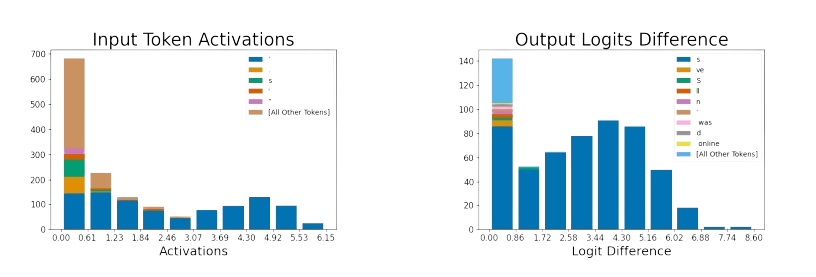 Input Token Activations
700
600
500
400
300
200
100
0
'
.
s
'
"
[All Other Tokens]
0.00 0.61 1.23 1.84 2.46 3.07 3.69 4.30 4.92 5.53 6.15
Activations
Output Logits Difference
140
120
100
80
60
40
20
0
s
ve
S
ll
n
'
was
d
online
[All Other Tokens]
0.00 0.86 1.72 2.58 3.44 4.30 5.16 6.02 6.88 7.74 8.60
Logit Difference